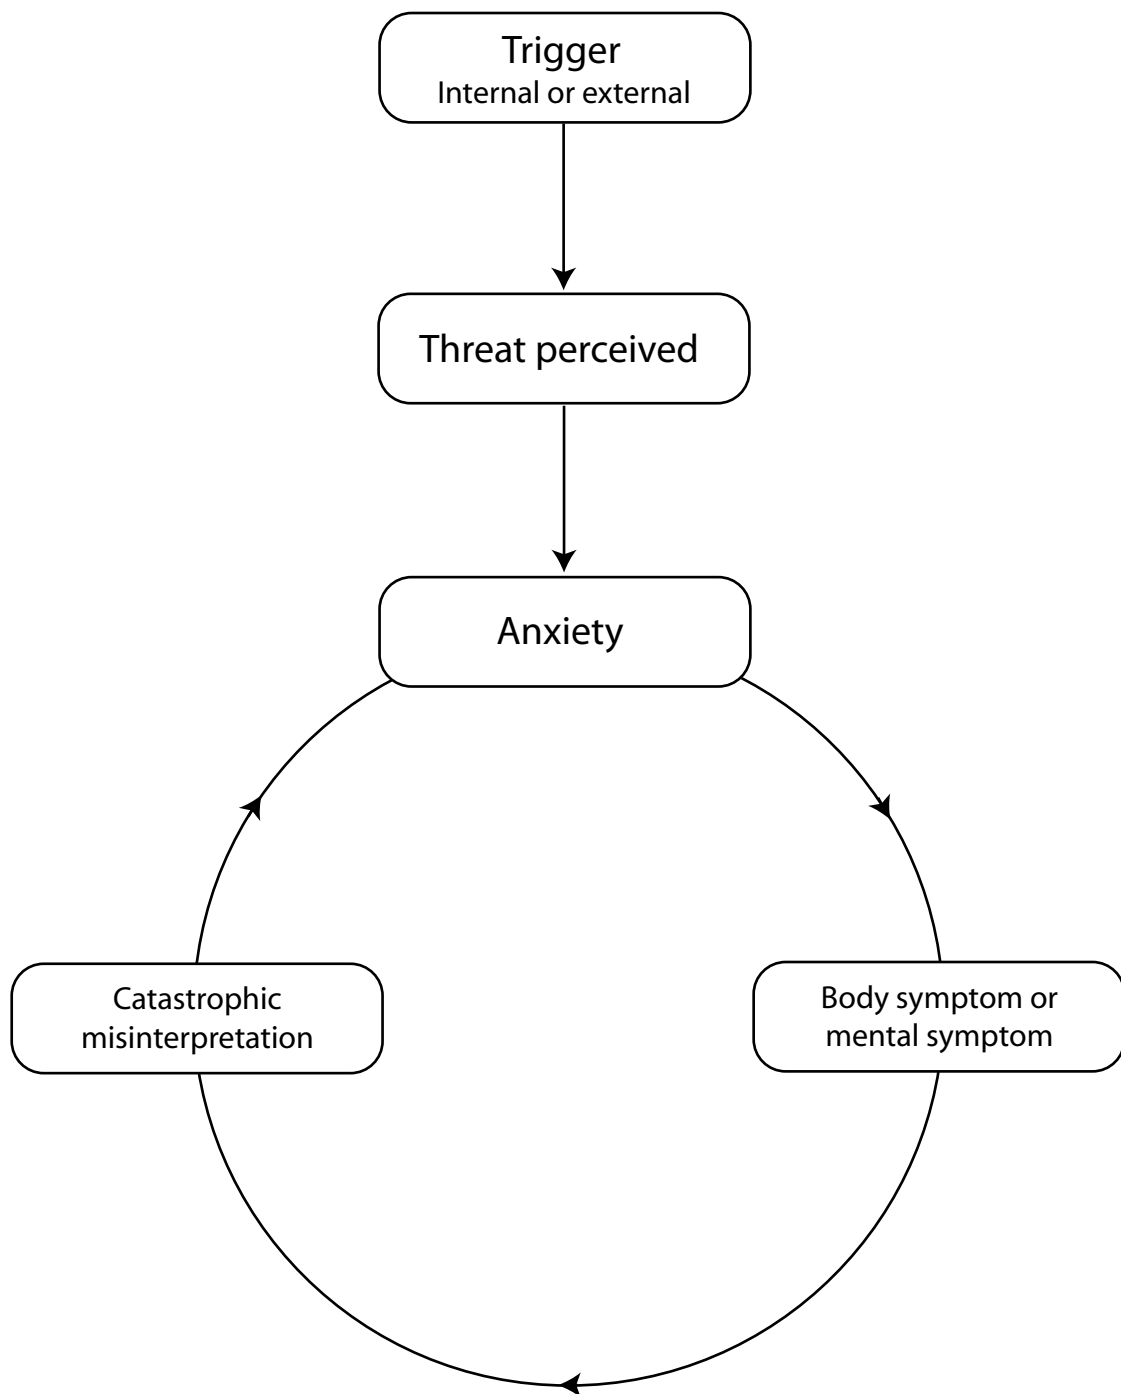 Trigger
Internal or external
Threat perceived
Anxiety
Catastrophic
misinterpretation
Body symptom or
mental symptom